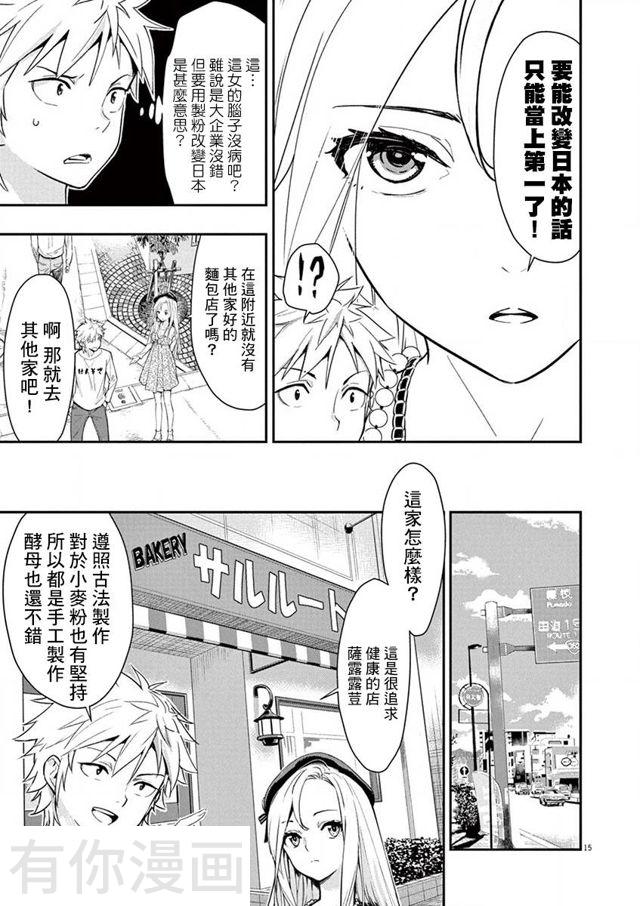 要能改變日本的話
只能當上第一了！
這…
這女的腦子沒病吧？
雖說是大企業沒錯
但要用製粉改變日本
是甚麼意思？
!?
在這附近就沒有
其他家好的
麵包店了嗎？
啊 那就去
其他家吧！
ROUTE 1
這家怎麼樣？
BAKERY
サルルート
這是很追求
健康的店
薩露露荳
遵照古法製作
對於小麥粉也有堅持
所以都是手工製作
酵母也還不錯
有你漫画
15